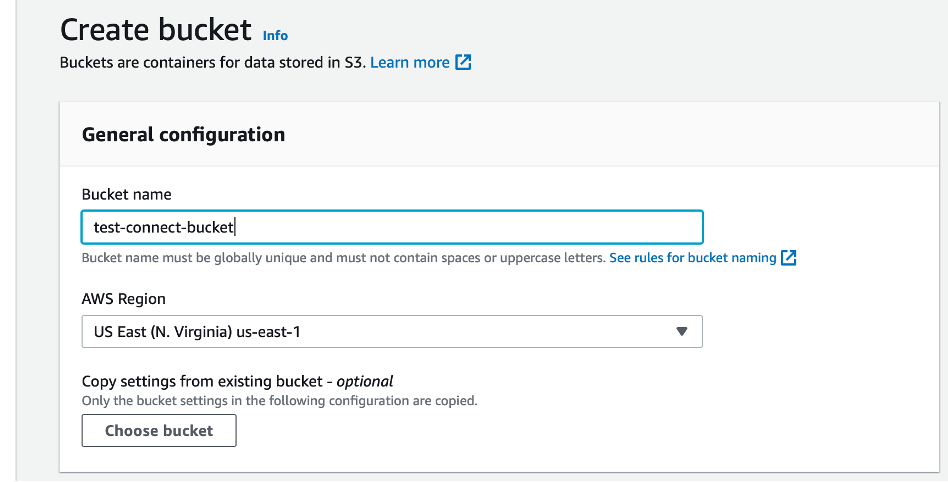 Create bucket Info
Buckets are containers for data stored in S3. Learn more
General configuration
Bucket name
test-connect-bucket
Bucket name must be globally unique and must not contain spaces or uppercase letters. See rules for bucket naming
AWS Region
US East (N. Virginia) us-east-1
Copy settings from existing bucket - optional
Only the bucket settings in the following configuration are copied.
Choose bucket